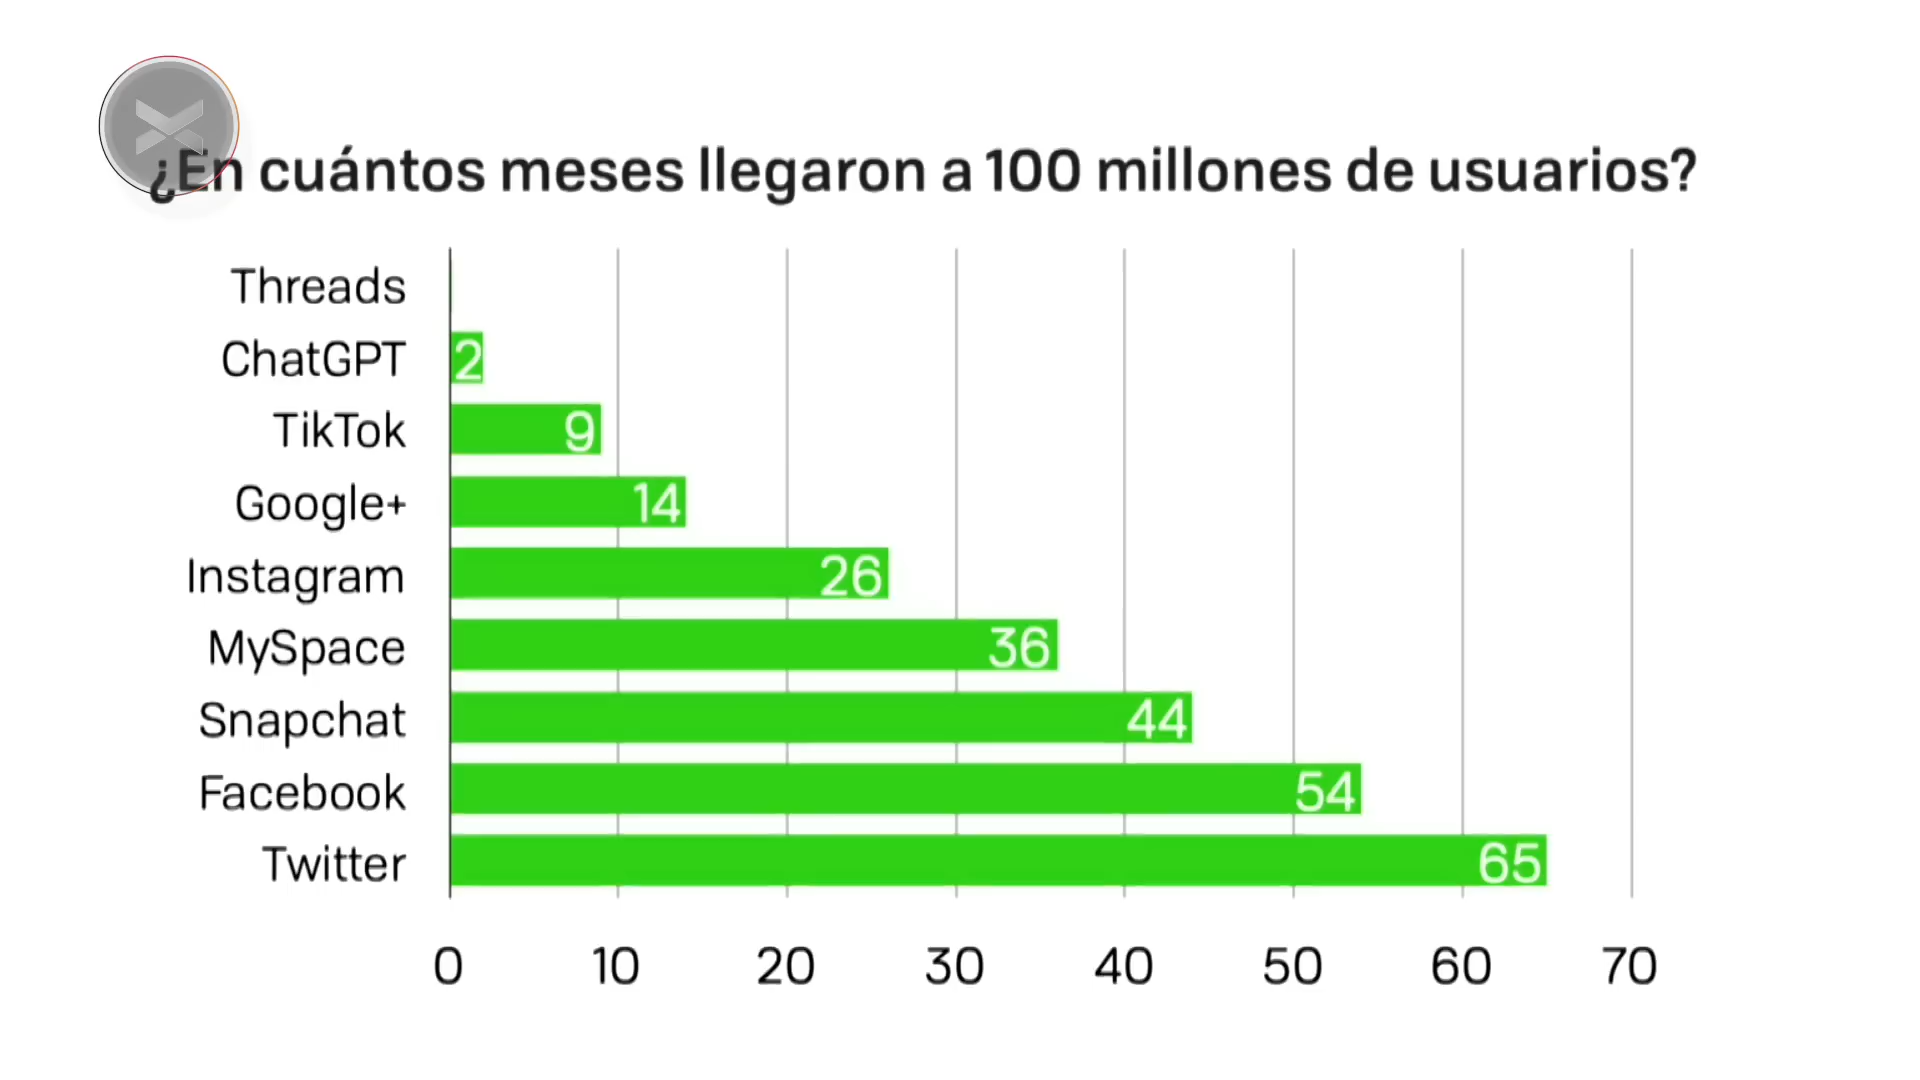 ¿En cuántos meses llegaron a 100 millones de usuarios?
Threads
ChatGPT 2
TikTok 9
Google+ 14
Instagram 26
MySpace 36
Snapchat 44
Facebook 54
Twitter 65
0 10 20 30 40 50 60 70